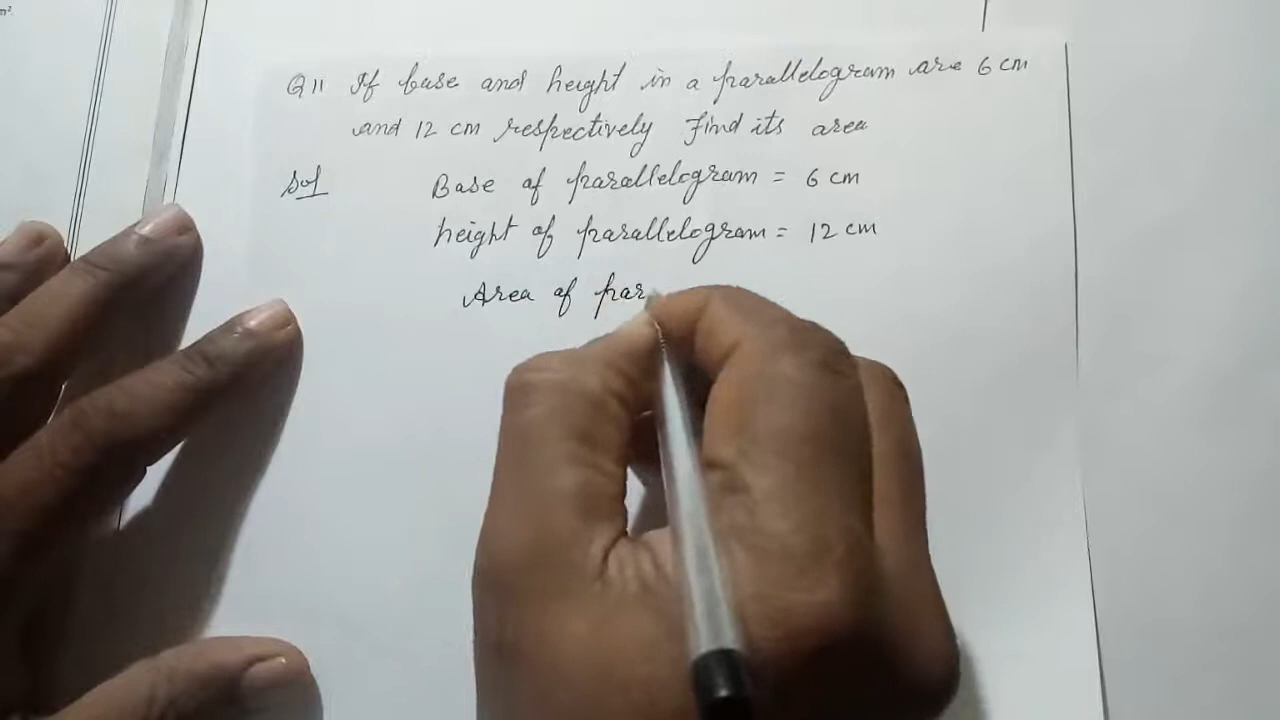 m².
Q11 If base and height in a parallelogram are 6 cm
and 12 cm respectively find its area
Sol
Base of parallelogram = 6 cm
height of parallelogram = 12 cm
Area of par